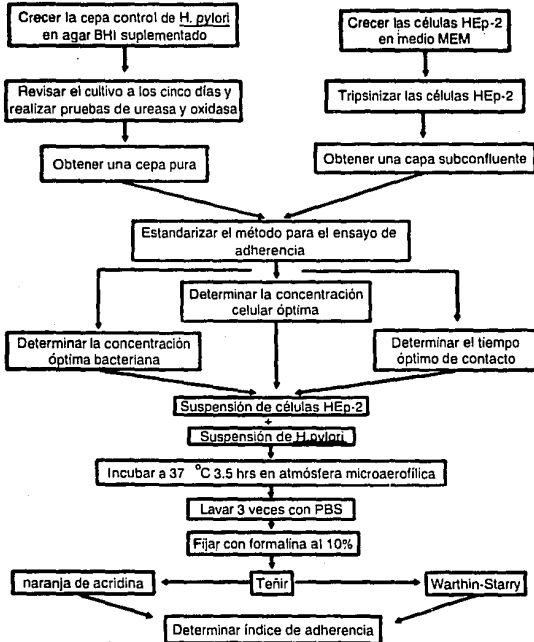 Crecer la cepa control de H. pylori
en agar BHI suplementado
Crecer las células HEp-2
en medio MEM
Revisar el cultivo a los cinco días y
realizar pruebas de ureasa y oxidasa
Tripsinizar las células HEp-2
Obtener una cepa pura
Obtener una capa subconfluente
Estandarizar el método para el ensayo de
adherencia
Determinar la concentración
celular óptima
Determinar la concentración
óptima bacteriana
Determinar el tiempo
óptimo de contacto
Suspensión de células HEp-2
+
Suspensión de H.pylori
Incubar a 37 °C 3.5 hrs en atmósfera microaerofílica
Lavar 3 veces con PBS
Fijar con formalina al 10%
naranja de acridina
Teñir
Warthin-Starry
Determinar índice de adherencia